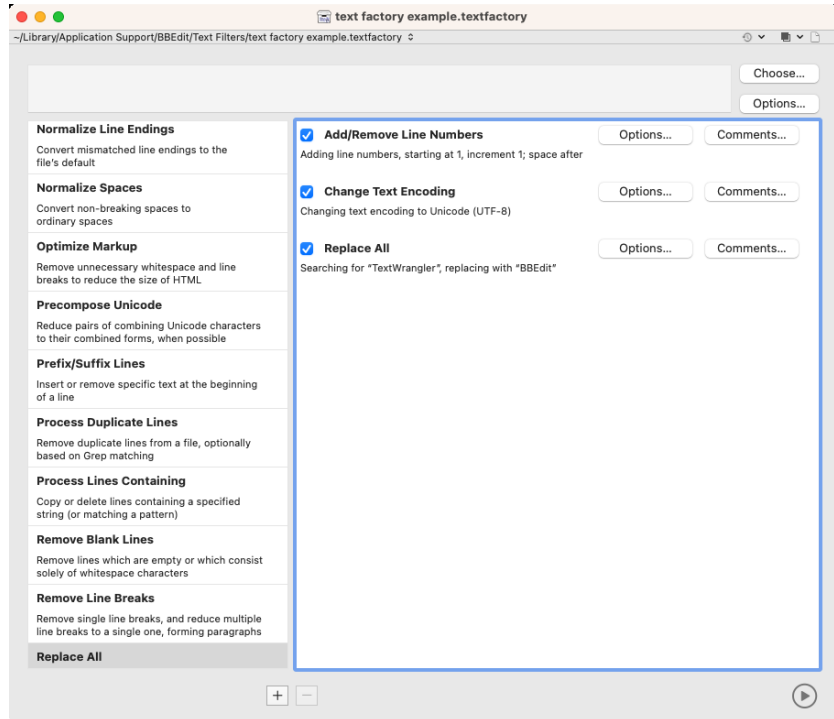 text factory example.textfactory
~/Library/Application Support/BBEdit/Text Filters/text factory example.textfactory
Choose...
Options...
Normalize Line Endings
Convert mismatched line endings to the
file's default
Normalize Spaces
Convert non-breaking spaces to
ordinary spaces
Optimize Markup
Remove unnecessary whitespace and line
breaks to reduce the size of HTML
Precompose Unicode
Reduce pairs of combining Unicode characters
to their combined forms, when possible
Prefix/Suffix Lines
Insert or remove specific text at the beginning
of a line
Process Duplicate Lines
Remove duplicate lines from a file, optionally
based on Grep matching
Process Lines Containing
Copy or delete lines containing a specified
string (or matching a pattern)
Remove Blank Lines
Remove lines which are empty or which consist
solely of whitespace characters
Remove Line Breaks
Remove single line breaks, and reduce multiple
line breaks to a single one, forming paragraphs
Replace All
Add/Remove Line Numbers Options... Comments...
Adding line numbers, starting at 1, increment 1; space after
Change Text Encoding Options... Comments...
Changing text encoding to Unicode (UTF-8)
Replace All Options... Comments...
Searching for “TextWrangler”, replacing with “BBEdit”